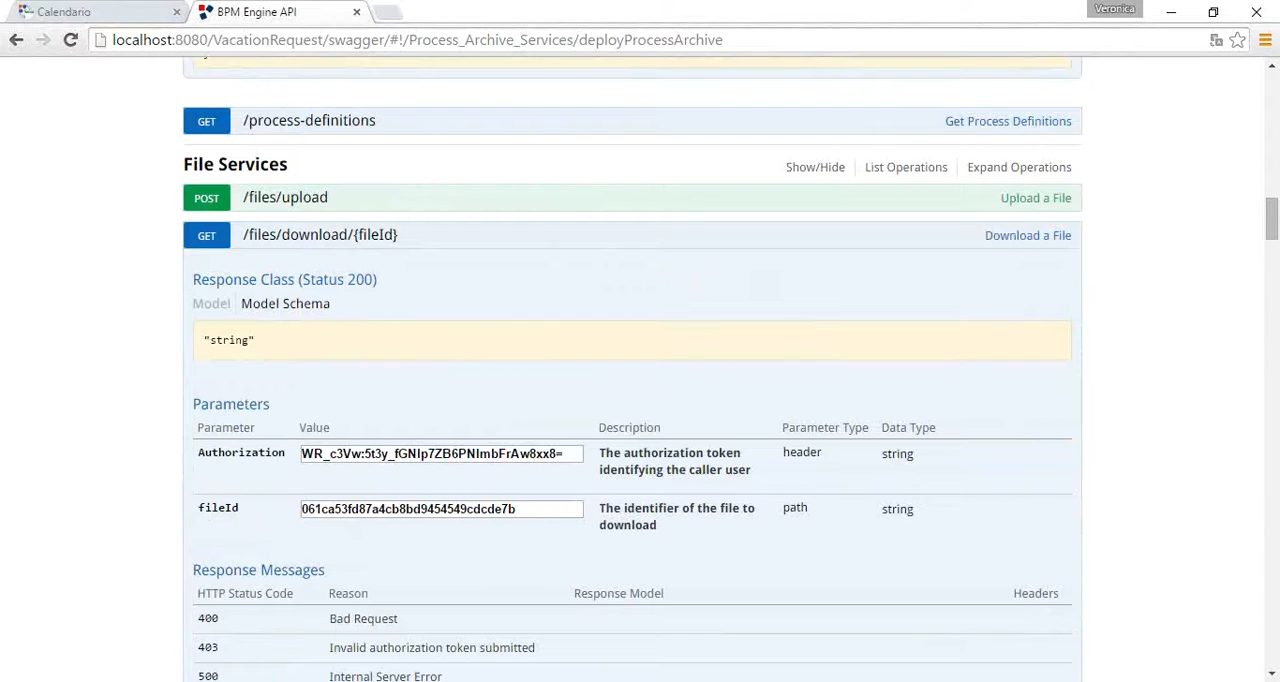 Calendario
BPM Engine API
Veronica
localhost:8080/VacationRequest/swagger/#!/Process_Archive_Services/deployProcessArchive
GET /process-definitions Get Process Definitions
File Services Show/Hide List Operations Expand Operations
POST /files/upload Upload a File
GET /files/download/{fileId} Download a File
Response Class (Status 200)
Model Model Schema
"string"
Parameters
Parameter Value Description Parameter Type Data Type
Authorization WR_c3Vw:5t3y_fGNlp7ZB6PNlmbFrAw8xx8= The authorization token header string
identifying the caller user
fileId 061ca53fd87a4cb8bd9454549cdcde7b The identifier of the file to path string
download
Response Messages
HTTP Status Code Reason Response Model Headers
400 Bad Request
403 Invalid authorization token submitted
500 Internal Server Error